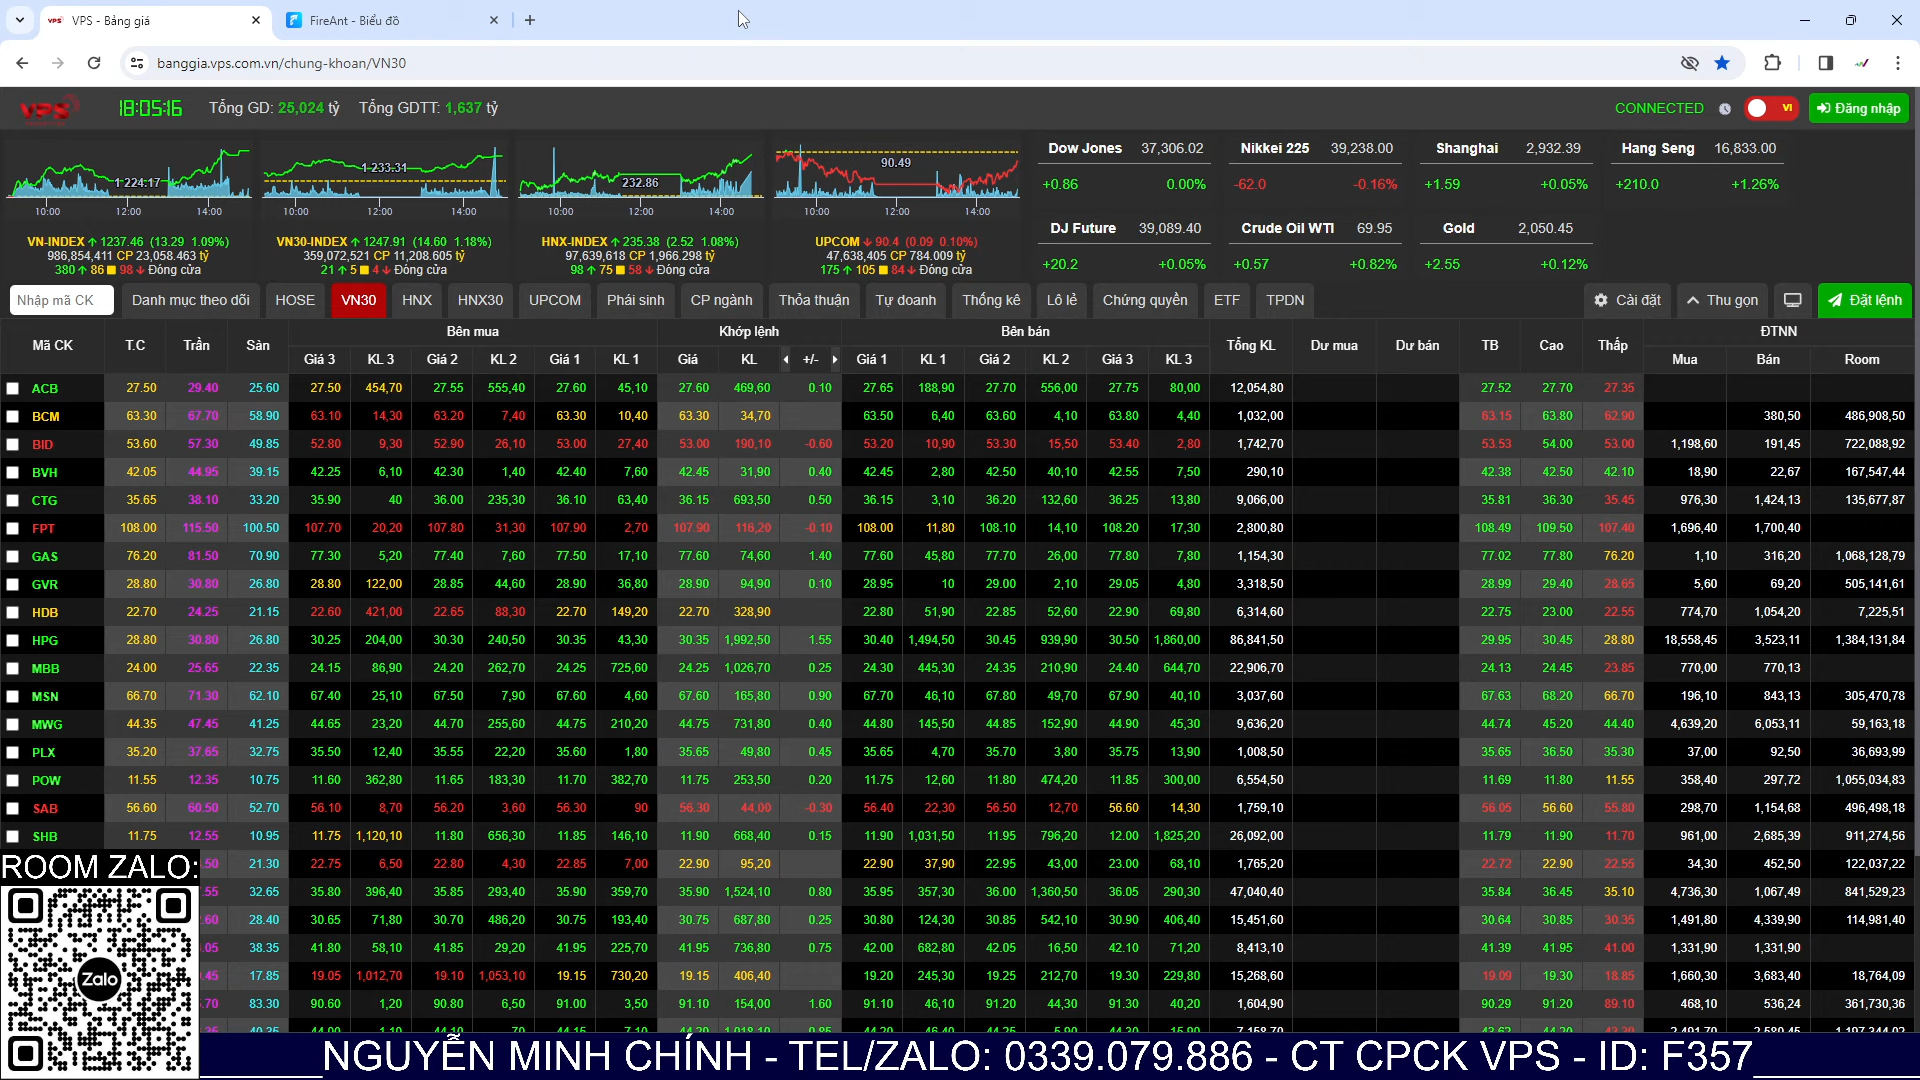 VPS - Bảng giá
FireAnt - Biểu đồ
banggia.vps.com.vn/chung-khoan/VN30
VPS 18:05:16 Tổng GD: 25,024 tỷ Tổng GDTT: 1,637 tỷ CONNECTED VI Đăng nhập
1 224.17 1 233.31 232.86 90.49
10:00 12:00 14:00 10:00 12:00 14:00 10:00 12:00 14:00 10:00 12:00 14:00
VN-INDEX 1237.46 (13.29 1.09%)
986,854,411 CP 23,058.463 tỷ
380 86 98 Đóng cửa
VN30-INDEX 1247.91 (14.60 1.18%)
359,072,521 CP 11,208.605 tỷ
21 5 4 Đóng cửa
HNX-INDEX 235.38 (2.52 1.08%)
97,639,618 CP 1,966.298 tỷ
98 75 58 Đóng cửa
UPCOM 90.4 (0.09 0.10%)
47,638,405 CP 784.009 tỷ
175 105 84 Đóng cửa
Dow Jones 37,306.02
+0.86 0.00%
Nikkei 225 39,238.00
-62.0 -0.16%
Shanghai 2,932.39
+1.59 +0.05%
Hang Seng 16,833.00
+210.0 +1.26%
DJ Future 39,089.40
+20.2 +0.05%
Crude Oil WTI 69.95
+0.57 +0.82%
Gold 2,050.45
+2.55 +0.12%
Nhập mã CK Danh mục theo dõi HOSE VN30 HNX HNX30 UPCOM Phái sinh CP ngành Thỏa thuận Tự doanh Thống kê Lô lẻ Chứng quyền ETF TPDN Cài đặt Thu gọn Đặt lệnh
Mã CK T.C Trần Sàn Bên mua Khớp lệnh Bên bán Tổng KL Dư mua Dư bán TB Cao Thấp ĐTNN
Giá 3 KL 3 Giá 2 KL 2 Giá 1 KL 1 Giá KL +/- Giá 1 KL 1 Giá 2 KL 2 Giá 3 KL 3 Mua Bán Room
ACB 27.50 29.40 25.60 27.50 454,70 27.55 555,40 27.60 45,10 27.60 469,60 0.10 27.65 188,90 27.70 556,00 27.75 80,00 12,054,80 27.52 27.70 27.35
BCM 63.30 67.70 58.90 63.10 14,30 63.20 7,40 63.30 10,40 63.30 34,70 63.50 6,40 63.60 4,10 63.80 4,40 1,032,00 63.15 63.80 62.90 380,50 486,908,50
BID 53.60 57.30 49.85 52.80 9,30 52.90 26,10 53.00 27,40 53.00 190,10 -0.60 53.20 10,90 53.30 15,50 53.40 2,80 1,742,70 53.53 54.00 53.00 1,198,60 191,45 722,088,92
BVH 42.05 44.95 39.15 42.25 6,10 42.30 1,40 42.40 7,60 42.45 31,90 0.40 42.45 2,80 42.50 40,10 42.55 7,50 290,10 42.38 42.50 42.10 18,90 22,67 167,547,44
CTG 35.65 38.10 33.20 35.90 40 36.00 235,30 36.10 63,40 36.15 693,50 0.50 36.15 3,10 36.20 132,60 36.25 13,80 9,066,00 35.81 36.30 35.45 976,30 1,424,13 135,677,87
FPT 108.00 115.50 100.50 107.70 20,20 107.80 31,30 107.90 2,70 107.90 116,20 -0.10 108.00 11,80 108.10 14,10 108.20 17,30 2,800,80 108.49 109.50 107.40 1,696,40 1,700,40
GAS 76.20 81.50 70.90 77.30 5,20 77.40 7,60 77.50 17,10 77.60 74,60 1.40 77.60 45,80 77.70 26,00 77.80 7,80 1,154,30 77.02 77.80 76.20 1,10 316,20 1,068,128,79
GVR 28.80 30.80 26.80 28.80 122,00 28.85 44,60 28.90 36,80 28.90 94,90 0.10 28.95 10 29.00 2,10 29.05 4,80 3,318,50 28.99 29.40 28.65 5,60 69,20 505,141,61
HDB 22.70 24.25 21.15 22.60 421,00 22.65 88,30 22.70 149,20 22.70 328,90 22.80 51,90 22.85 52,60 22.90 69,80 6,314,60 22.75 23.00 22.55 774,70 1,054,20 7,225,51
HPG 28.80 30.80 26.80 30.25 204,00 30.30 240,50 30.35 43,30 30.35 1,992,50 1.55 30.40 1,494,50 30.45 939,90 30.50 1,860,00 86,841,50 29.95 30.45 28.80 18,558,45 3,523,11 1,384,131,84
MBB 24.00 25.65 22.35 24.15 86,90 24.20 262,70 24.25 725,60 24.25 1,026,70 0.25 24.30 445,30 24.35 210,90 24.40 644,70 22,906,70 24.13 24.45 23.85 770,00 770,13
MSN 66.70 71.30 62.10 67.40 25,10 67.50 7,90 67.60 4,60 67.60 165,80 0.90 67.70 46,10 67.80 49,70 67.90 40,10 3,037,60 67.63 68.20 66.70 196,10 843,13 305,470,78
MWG 44.35 47.45 41.25 44.65 23,20 44.70 255,60 44.75 210,20 44.75 731,80 0.40 44.80 145,50 44.85 152,90 44.90 45,30 9,636,20 44.74 45.20 44.40 4,639,20 6,053,11 59,163,18
PLX 35.20 37.65 32.75 35.50 12,40 35.55 22,20 35.60 1,80 35.65 49,80 0.45 35.65 4,70 35.70 3,80 35.75 13,90 1,008,50 35.65 36.50 35.30 37,00 92,50 36,693,99
POW 11.55 12.35 10.75 11.60 362,80 11.65 183,30 11.70 382,70 11.75 253,50 0.20 11.75 12,60 11.80 474,20 11.85 300,00 6,554,50 11.69 11.80 11.55 358,40 297,72 1,055,034,83
SAB 56.60 60.50 52.70 56.10 8,70 56.20 3,60 56.30 90 56.30 44,00 -0.30 56.40 22,30 56.50 12,70 56.60 14,30 1,759,10 56.05 56.60 55.80 298,70 1,154,68 496,498,18
SHB 11.75 12.55 10.95 11.75 1,120,10 11.80 656,30 11.85 146,10 11.90 668,40 0.15 11.90 1,031,50 11.95 796,20 12.00 1,825,20 26,092,00 11.79 11.90 11.70 961,00 2,685,39 911,274,56
.50 21.30 22.75 6,50 22.80 4,30 22.85 7,00 22.90 95,20 22.90 37,90 22.95 43,00 23.00 68,10 1,765,20 22.72 22.90 22.55 34,30 452,50 122,037,22
.55 32.65 35.80 396,40 35.85 293,40 35.90 359,70 35.90 1,524,10 0.80 35.95 357,30 36.00 1,360,50 36.05 290,30 47,040,40 35.84 36.45 35.10 4,736,30 1,067,49 841,529,23
.60 28.40 30.65 71,80 30.70 486,20 30.75 193,40 30.75 687,80 0.25 30.80 124,30 30.85 542,10 30.90 406,40 15,451,60 30.64 30.85 30.35 1,491,80 4,339,90 114,981,40
.05 38.35 41.80 58,10 41.85 29,20 41.95 225,70 41.95 736,80 0.75 42.00 682,80 42.05 16,50 42.10 71,20 8,413,10 41.39 41.95 41.00 1,331,90 1,331,90
.45 17.85 19.05 1,012,70 19.10 1,053,10 19.15 730,20 19.15 406,40 19.20 245,30 19.25 212,70 19.30 229,80 15,268,60 19.09 19.30 18.85 1,660,30 3,683,40 18,764,09
.70 83.30 90.60 1,20 90.80 6,50 91.00 3,50 91.10 154,00 1.60 91.10 46,10 91.20 44,30 91.30 40,20 1,604,90 90.29 91.20 89.10 468,10 536,24 361,730,36
ROOM ZALO:
Zalo
NGUYỄN MINH CHÍNH - TEL/ZALO: 0339.079.886 - CT CPCK VPS - ID: F357